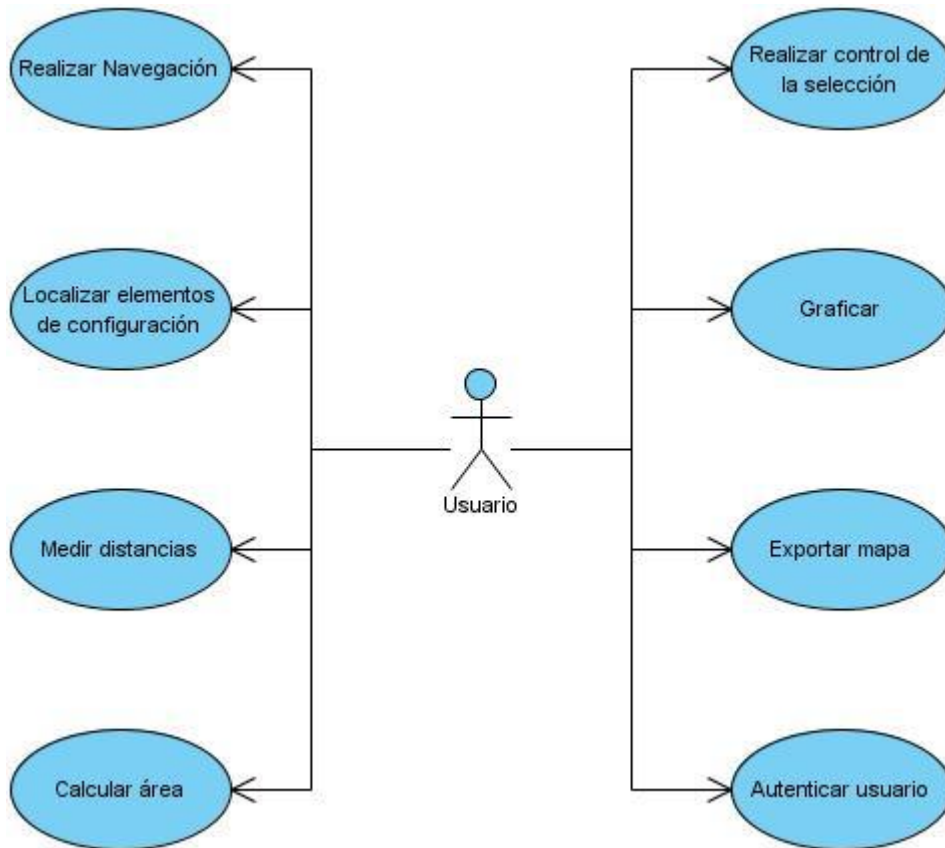 Realizar Navegación
Realizar control de
la selección
Localizar elementos
de configuración
Graficar
Usuario
Medir distancias
Exportar mapa
Calcular área
Autenticar usuario